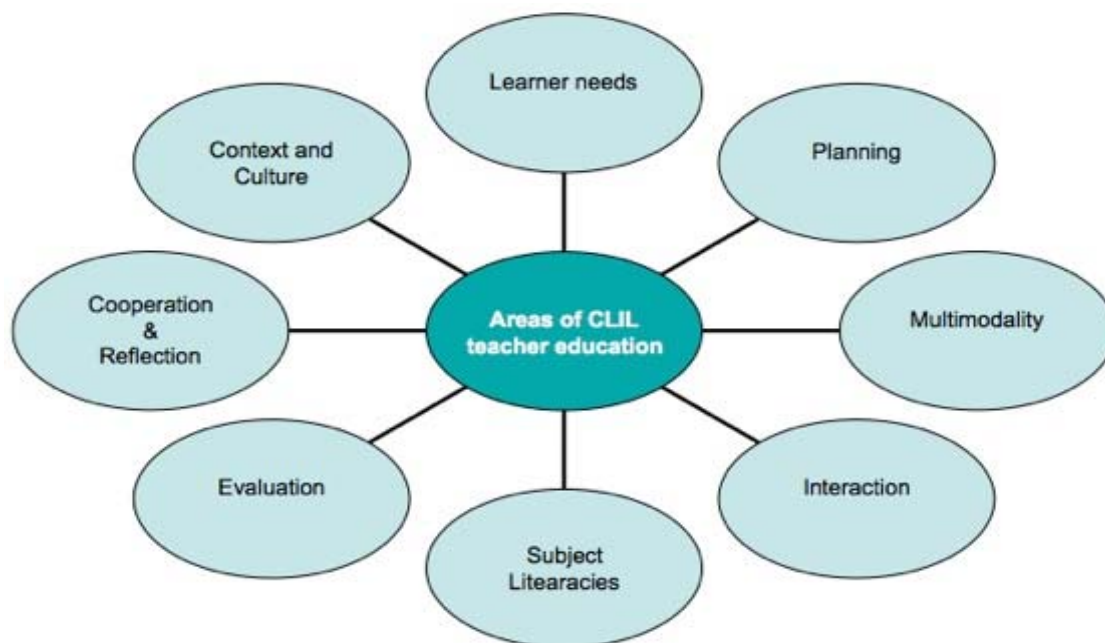 Learner needs
Context and
Culture
Planning
Cooperation
&
Reflection
Areas of CLIL
teacher education
Multimodality
Evaluation
Interaction
Subject
Litearacies